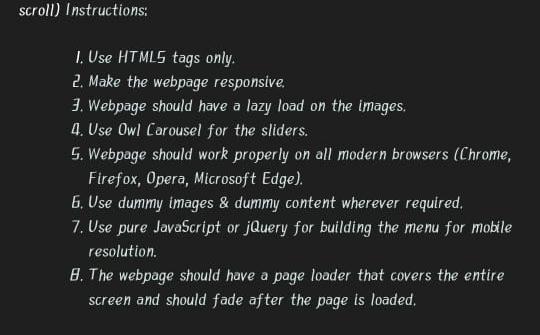 scroll) Instructions:
1. Use HTML5 tags only.
2. Make the webpage responsive.
3. Webpage should have a lazy load on the images.
4. Use Owl Carousel for the sliders.
5. Webpage should work properly on all modern browsers (Chrome,
Firefox, Opera, Microsoft Edge).
6. Use dummy images & dummy content wherever required.
7. Use pure JavaScript or jQuery for building the menu for mobile
resolution.
8. The webpage should have a page loader that covers the entire
screen and should fade after the page is loaded.